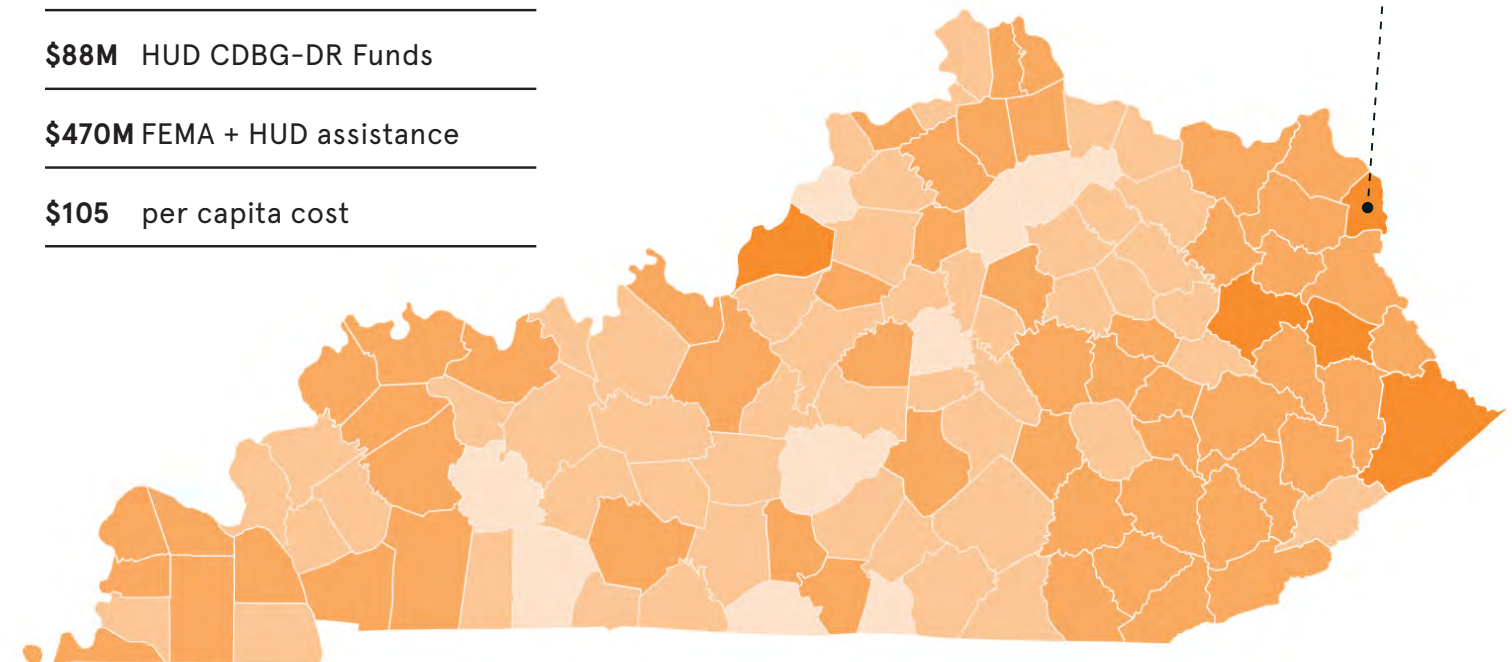 $88M HUD CDBG-DR Funds
$470M FEMA + HUD assistance
$105 per capita cost